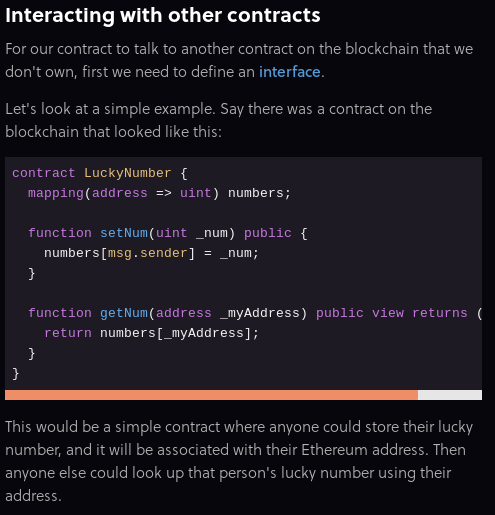 Interacting with other contracts
For our contract to talk to another contract on the blockchain that we
don't own, first we need to define an interface.
Let's look at a simple example. Say there was a contract on the
blockchain that looked like this:
contract LuckyNumber {
  mapping(address => uint) numbers;

  function setNum(uint _num) public {
    numbers[msg.sender] = _num;
  }

  function getNum(address _myAddress) public view returns (
    return numbers[_myAddress];
  }
}
This would be a simple contract where anyone could store their lucky
number, and it will be associated with their Ethereum address. Then
anyone else could look up that person's lucky number using their
address.